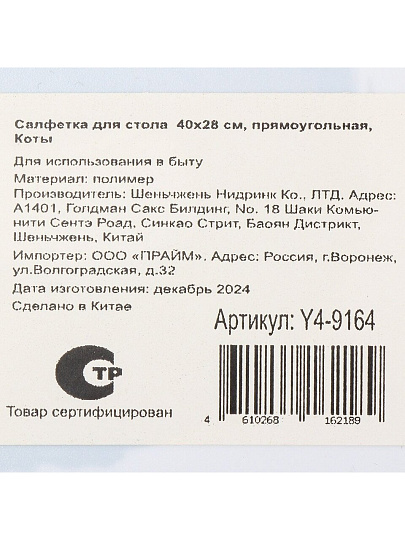 Салфетка для стола 40х28 см, прямоугольная,
Коты
Для использования в быту
Материал: полимер
Производитель: Шеньчжень Нидринк Ко., ЛТД. Адрес:
А1401, Голдман Сакс Билдинг, No. 18 Шаки Комью-
нити Сентэ Роад, Синкао Стрит, Баоян Дистрикт,
Шеньчжень, Китай
Импортер: ООО «ПРАЙМ». Адрес: Россия, г.Воронеж,
ул.Волгоградская, д.32
Дата изготовления: декабрь 2024
Сделано в Китае
Артикул: Y4-9164
СТР
Товар сертифицирован
4 610268 162189